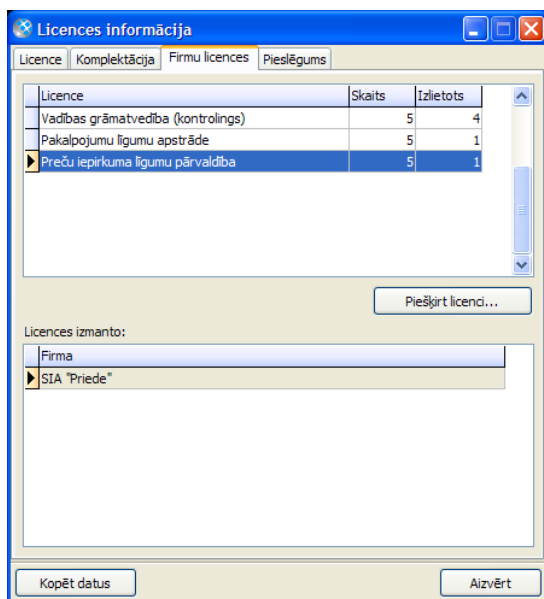 Licences informācija
Licence Komplektācija Firmu licences Pieslēgums
Licence Skaits Izlietots
Vadības grāmatvedība (kontrolings) 5 4
Pakalpojumu līgumu apstrāde 5 1
Preču iepirkuma līgumu pārvaldība 5 1
Piešķirt licenci...
Licences izmanto:
Firma
SIA "Priede"
Kopēt datus Aizvērt